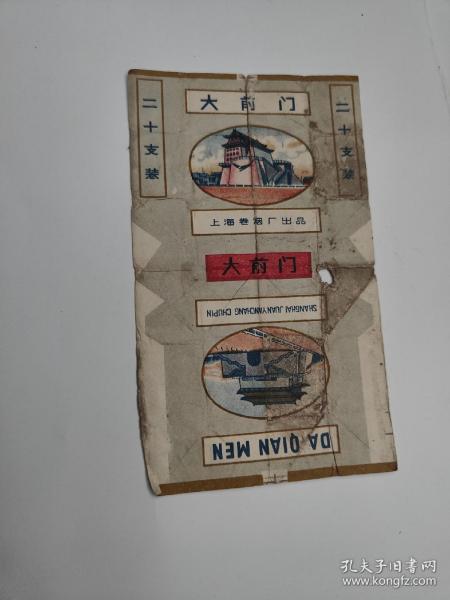 大前门
二十支装
二十支装
上海卷烟厂出品
大前门
SHANGHAI JUANYANCHANG CHUPIN
DA QIAN MEN
孔夫子旧书网
www.kongfz.com